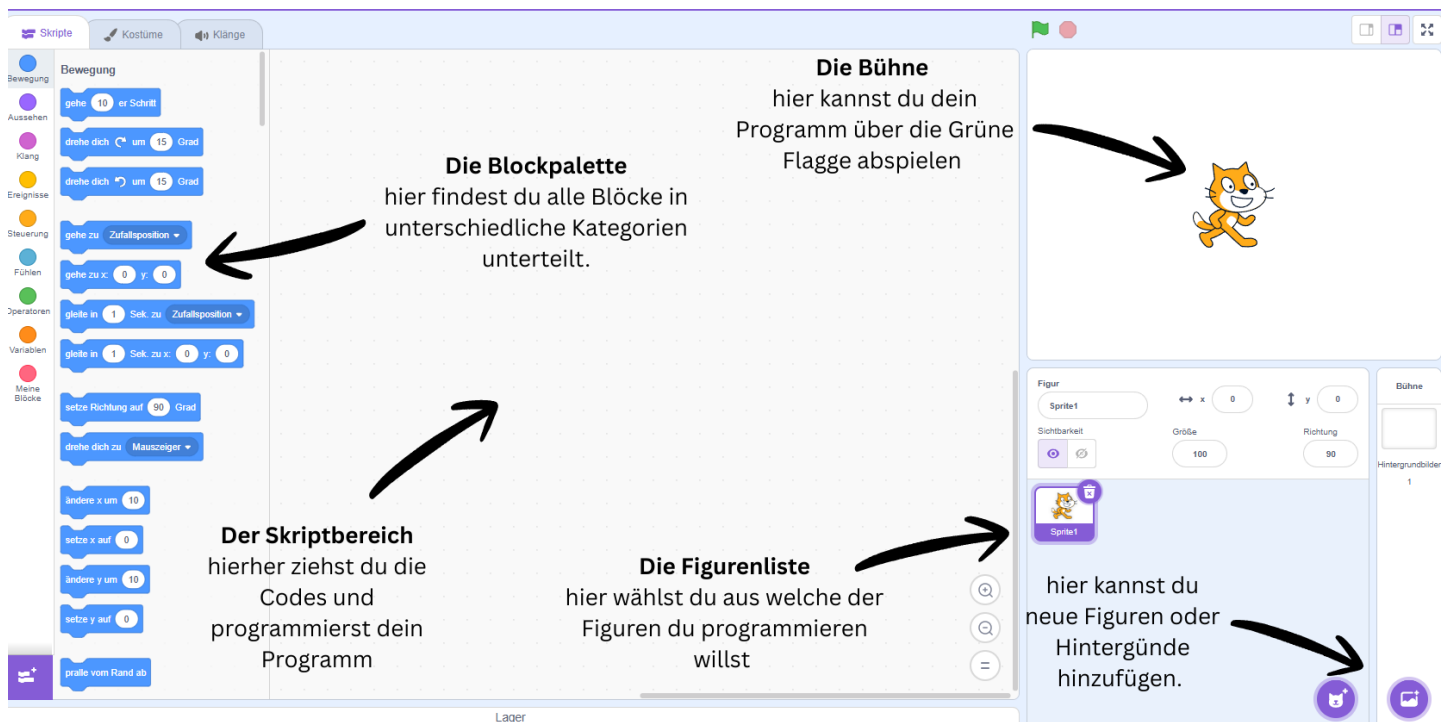 Skripte
Kostüme
Klänge
Bewegung
Aussehen
Klang
Ereignisse
Steuerung
Fühlen
Operatoren
Variablen
Meine
Blöcke
Bewegung
gehe 10 er Schritt
drehe dich um 15 Grad
drehe dich um 15 Grad
gehe zu Zufallsposition
gehe zu x: 0 y: 0
gleite in 1 Sek. zu Zufallsposition
gleite in 1 Sek. zu x: 0 y: 0
setze Richtung auf 90 Grad
drehe dich zu Mauszeiger
ändere x um 10
setze x auf 0
ändere y um 10
setze y auf 0
pralle vom Rand ab
Die Blockpalette
hier findest du alle Blöcke in
unterschiedliche Kategorien
unterteilt.
Die Bühne
hier kannst du dein
Programm über die Grüne
Flagge abspielen
Der Skriptbereich
hierher ziehst du die
Codes und
programmierst dein
Programm
Die Figurenliste
hier wählst du aus welche der
Figuren du programmieren
willst
Figur
Sprite1
x 0
y 0
Sichtbarkeit
Größe
100
Richtung
90
Sprite1
hier kannst du
neue Figuren oder
Hintergünde
hinzufügen.
Bühne
Hintergrundbilder
1
Lager